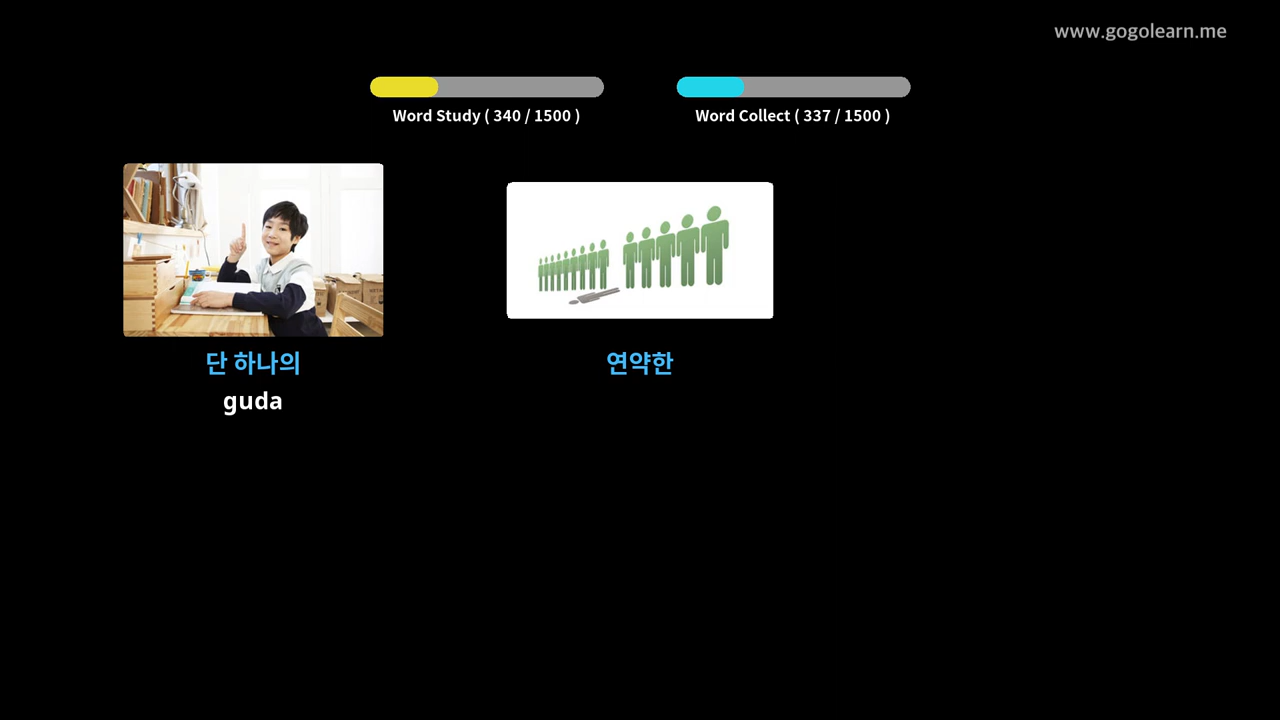 www.gogolearn.me
Word Study ( 340 / 1500 )
Word Collect ( 337 / 1500 )
단 하나의
guda
연약한